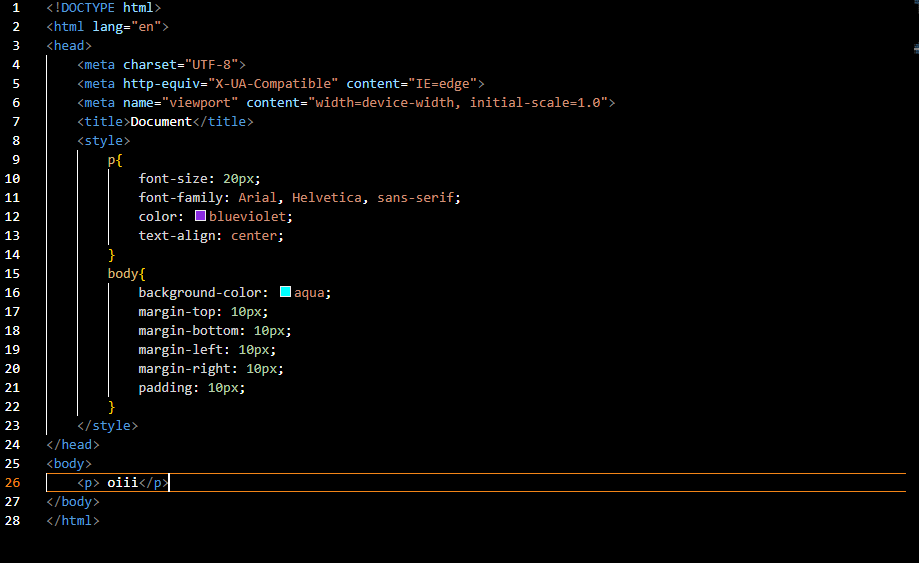 1 <!DOCTYPE html>
2 <html lang="en">
3 <head>
4     <meta charset="UTF-8">
5     <meta http-equiv="X-UA-Compatible" content="IE=edge">
6     <meta name="viewport" content="width=device-width, initial-scale=1.0">
7     <title>Document</title>
8     <style>
9         p{
10             font-size: 20px;
11             font-family: Arial, Helvetica, sans-serif;
12             color: blueviolet;
13             text-align: center;
14         }
15         body{
16             background-color: aqua;
17             margin-top: 10px;
18             margin-bottom: 10px;
19             margin-left: 10px;
20             margin-right: 10px;
21             padding: 10px;
22         }
23     </style>
24 </head>
25 <body>
26     <p> oiii</p>
27 </body>
28 </html>